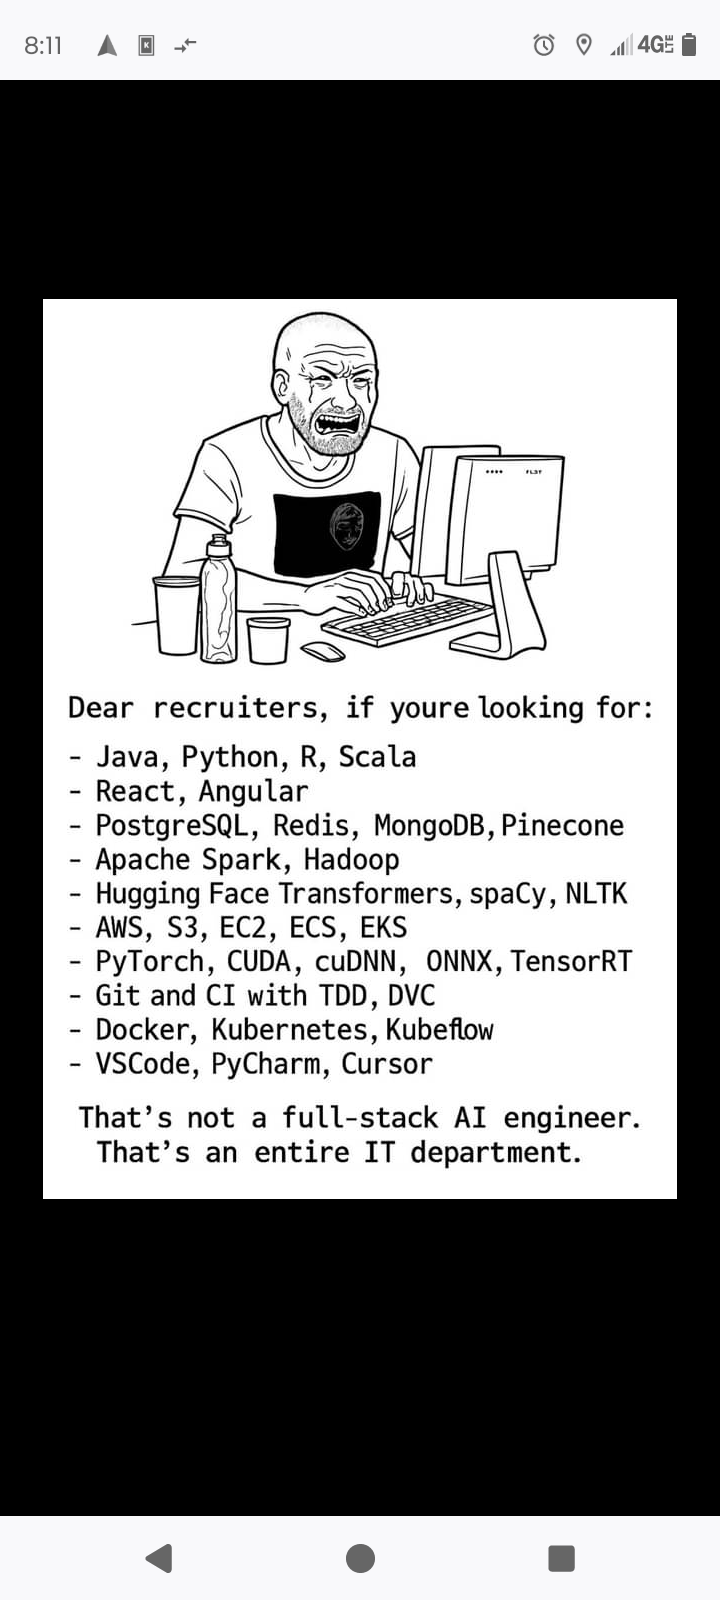 8:11
4G LTE
FL3T
Dear recruiters, if youre looking for:
- Java, Python, R, Scala
- React, Angular
- PostgreSQL, Redis, MongoDB, Pinecone
- Apache Spark, Hadoop
- Hugging Face Transformers, spaCy, NLTK
- AWS, S3, EC2, ECS, EKS
- PyTorch, CUDA, cuDNN, ONNX, TensorRT
- Git and CI with TDD, DVC
- Docker, Kubernetes, Kubeflow
- VSCode, PyCharm, Cursor
That’s not a full-stack AI engineer.
That’s an entire IT department.